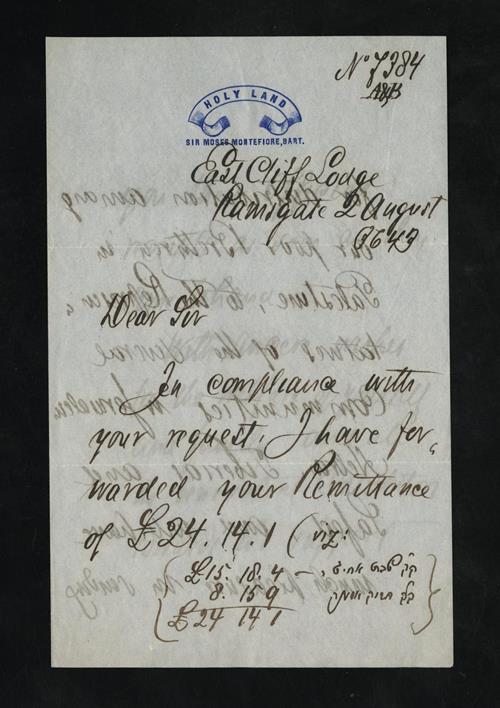 No 7384
HOLY LAND
SIR MOSES MONTEFIORE, BART.
East Cliff Lodge
Ramsgate 2 August
5643
Dear Sir
In compliance with
your request, I have for,,
warded your Remittance
of £24. 14. 1 (viz:
£15. 18. 4 –
8. 15 9
£24 14 1